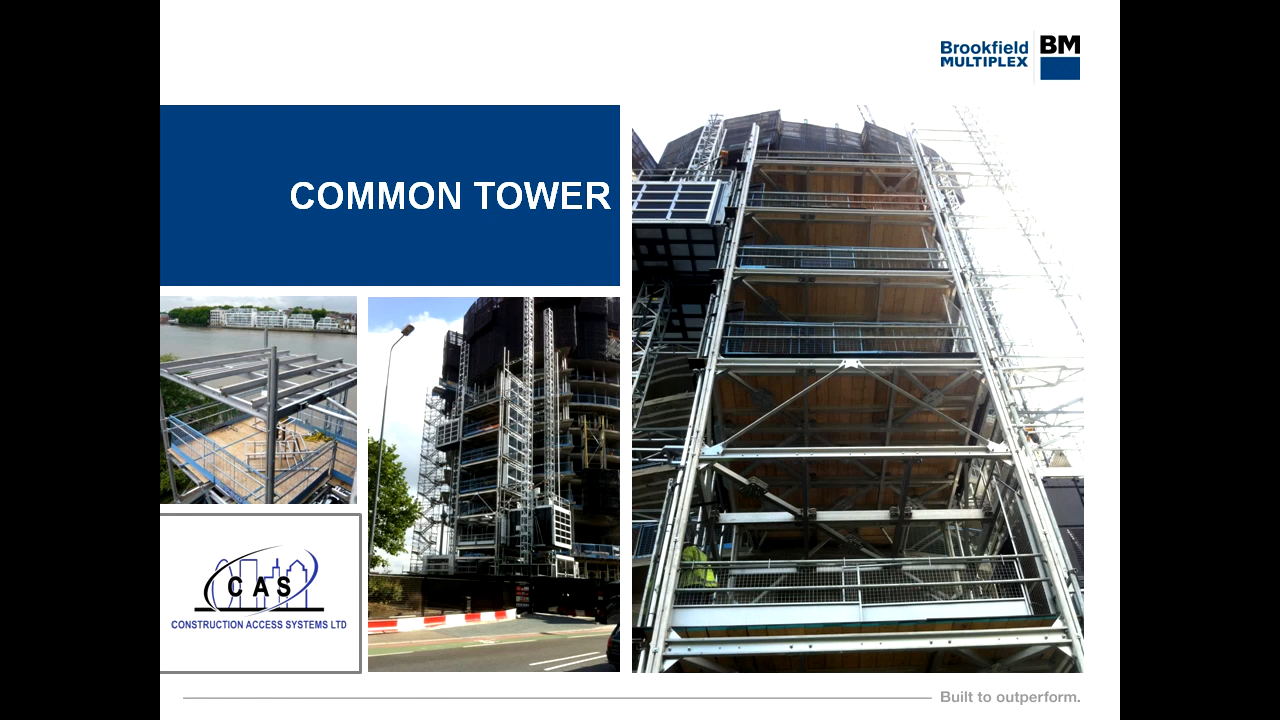 Brookfield
MULTIPLEX
BM
COMMON TOWER
C A S
CONSTRUCTION ACCESS SYSTEMS LTD
Built to outperform.